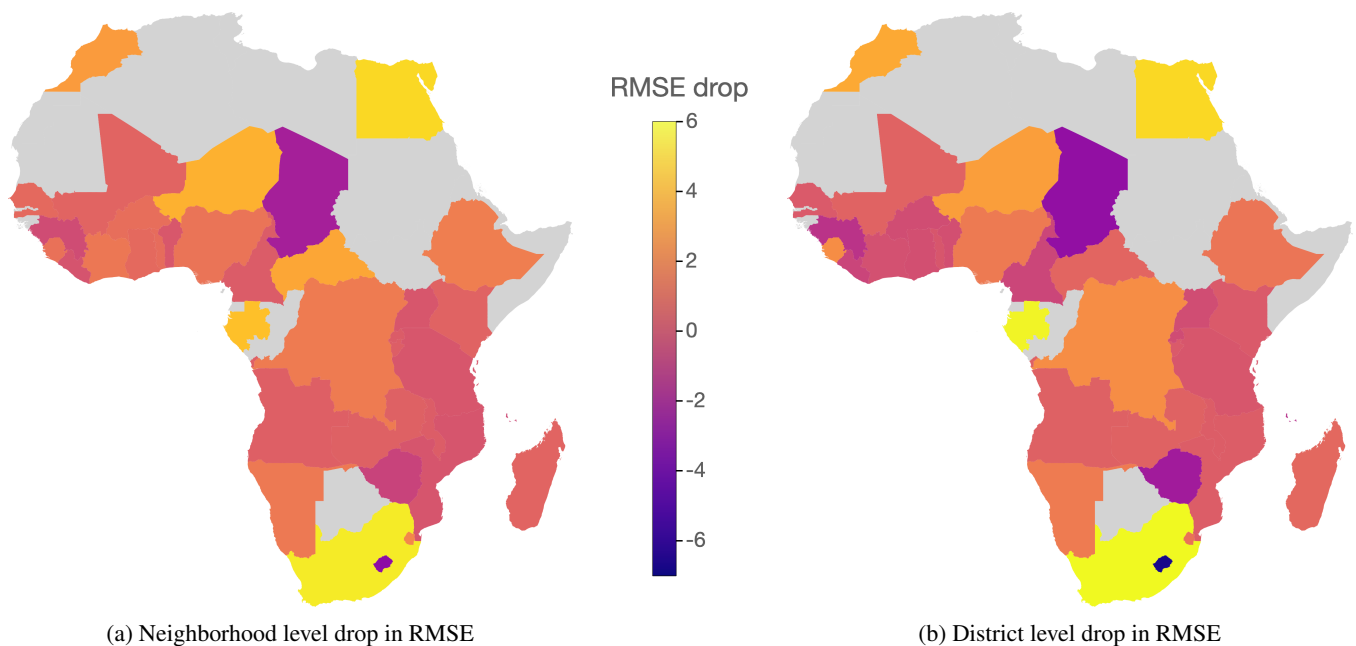 RMSE drop
6
4
2
0
-2
-4
-6
(a) Neighborhood level drop in RMSE
(b) District level drop in RMSE